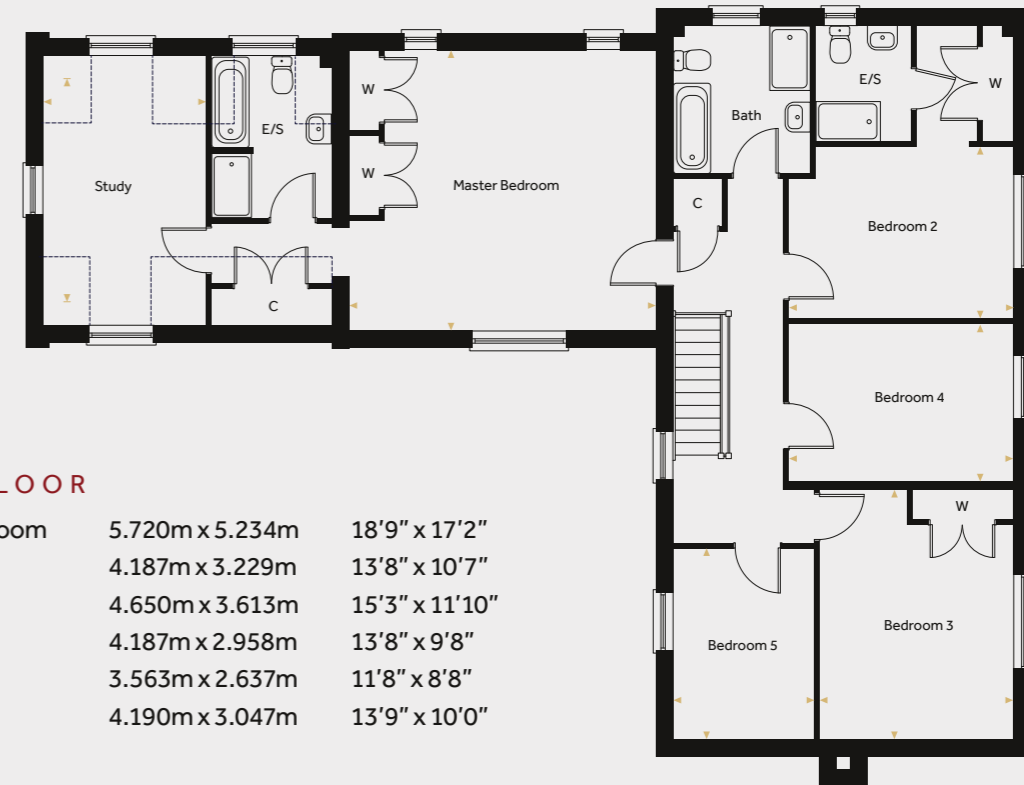 W
E/S
W
E/S
Bath
W
Study
Master Bedroom
C
Bedroom 2
C
Bedroom 4
LOOR
oom 5.720m x 5.234m 18'9" x 17'2"
4.187m x 3.229m 13'8" x 10'7"
4.650m x 3.613m 15'3" x 11'10"
4.187m x 2.958m 13'8" x 9'8"
3.563m x 2.637m 11'8" x 8'8"
4.190m x 3.047m 13'9" x 10'0"
W
Bedroom 3
Bedroom 5